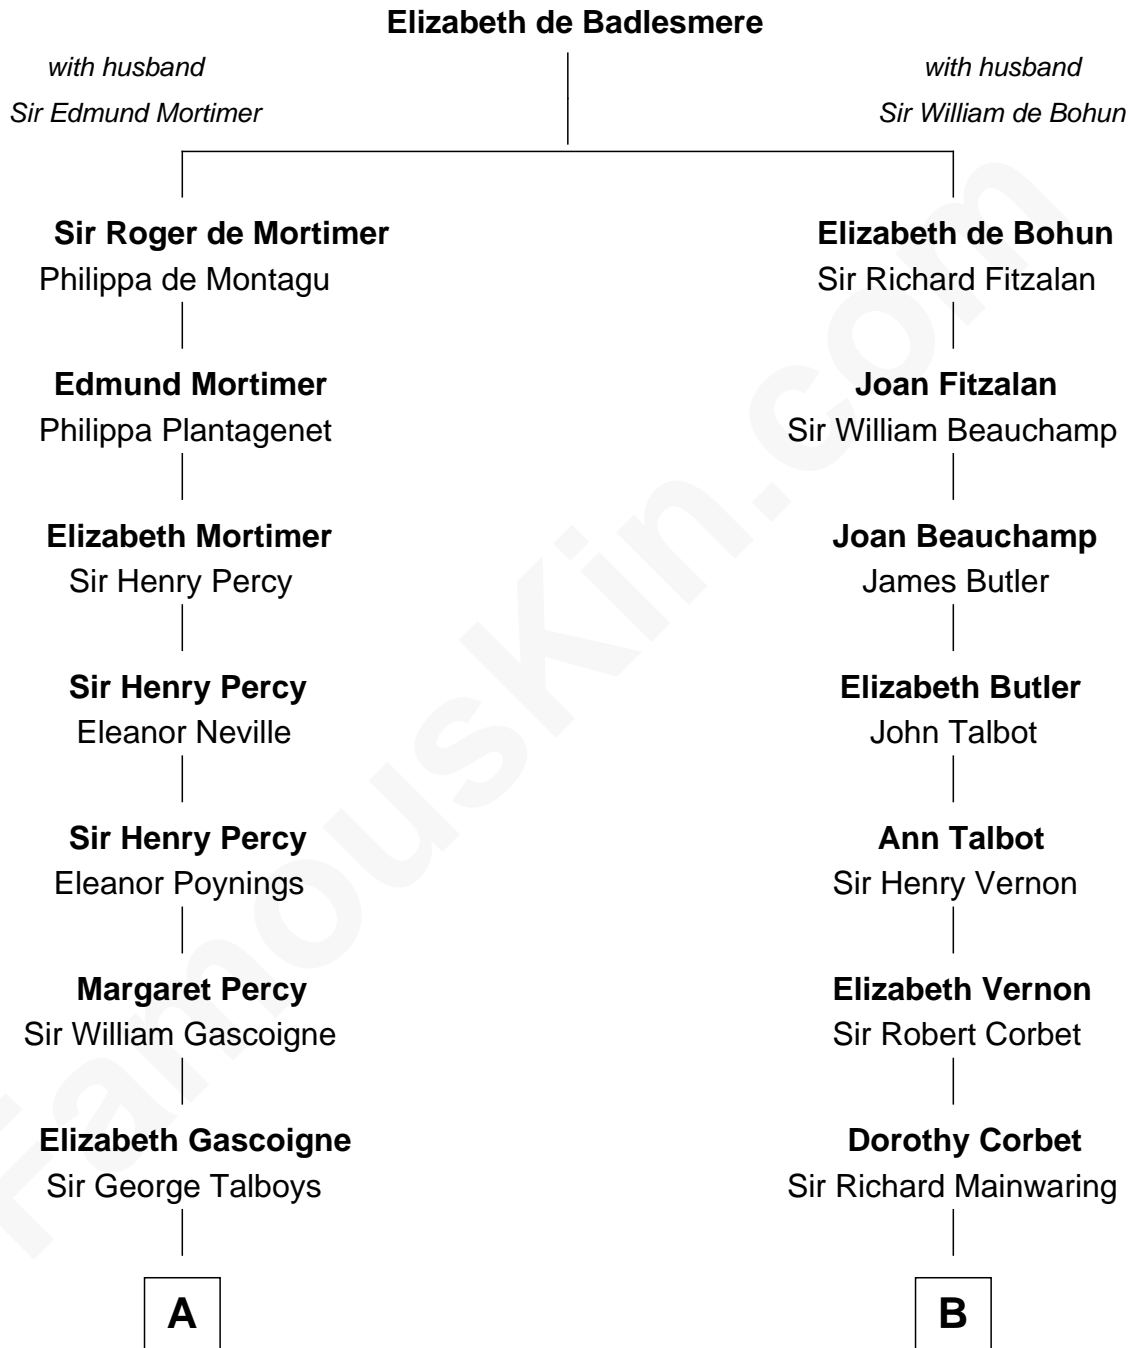 Elizabeth de Badlesmere
with husband
Sir Edmund Mortimer
with husband
Sir William de Bohun
Sir Roger de Mortimer
Philippa de Montagu
Elizabeth de Bohun
Sir Richard Fitzalan
Edmund Mortimer
Philippa Plantagenet
Joan Fitzalan
Sir William Beauchamp
Elizabeth Mortimer
Sir Henry Percy
Joan Beauchamp
James Butler
Sir Henry Percy
Eleanor Neville
Elizabeth Butler
John Talbot
Sir Henry Percy
Eleanor Poynings
Ann Talbot
Sir Henry Vernon
Margaret Percy
Sir William Gascoigne
Elizabeth Vernon
Sir Robert Corbet
Elizabeth Gascoigne
Sir George Talboys
Dorothy Corbet
Sir Richard Mainwaring
A
B
FamousKin.com